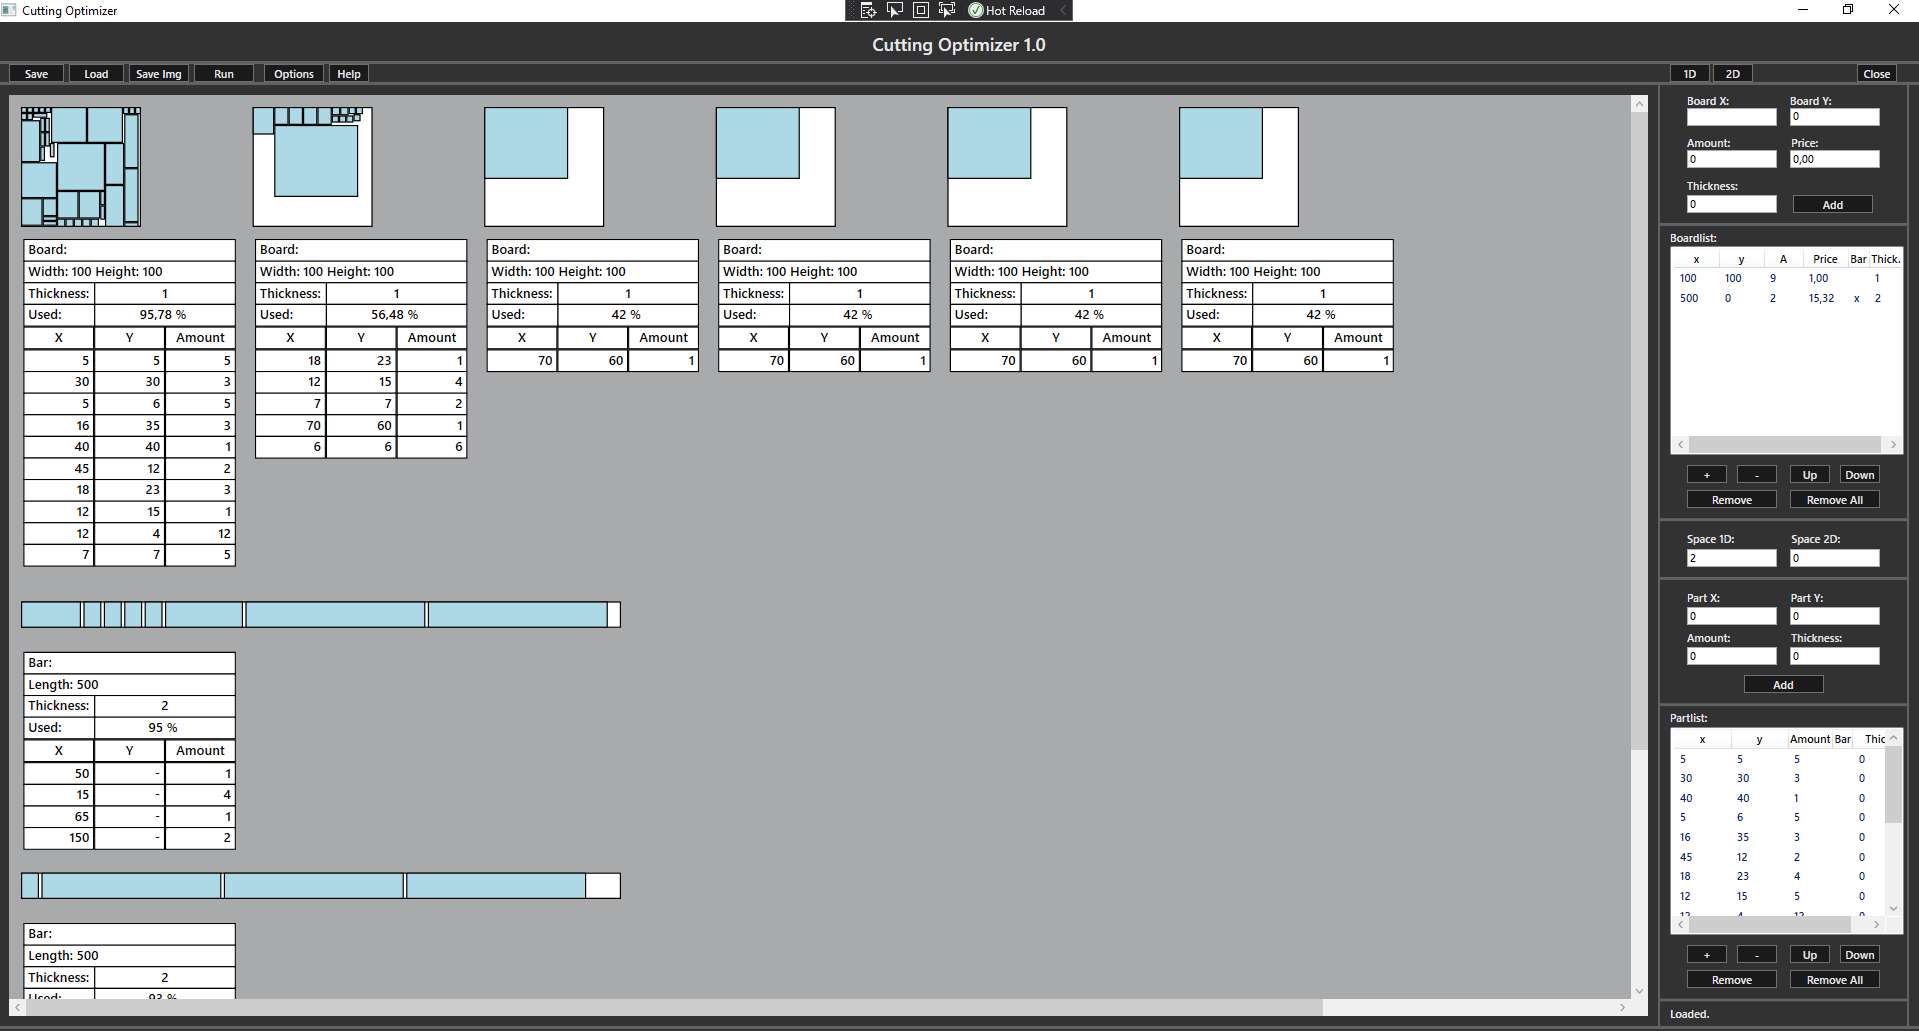 Cutting Optimizer
Hot Reload
Cutting Optimizer 1.0
Save Load Save Img Run Options Help 1D 2D Close
Board:
Width: 100 Height: 100
Thickness: 1
Used: 95,78 %
X Y Amount
5 5 5
30 30 3
5 6 5
16 35 3
40 40 1
45 12 2
18 23 3
12 15 1
12 4 12
7 7 5
Board:
Width: 100 Height: 100
Thickness: 1
Used: 56,48 %
X Y Amount
18 23 1
12 15 4
7 7 2
70 60 1
6 6 6
Board:
Width: 100 Height: 100
Thickness: 1
Used: 42 %
X Y Amount
70 60 1
Board:
Width: 100 Height: 100
Thickness: 1
Used: 42 %
X Y Amount
70 60 1
Board:
Width: 100 Height: 100
Thickness: 1
Used: 42 %
X Y Amount
70 60 1
Board:
Width: 100 Height: 100
Thickness: 1
Used: 42 %
X Y Amount
70 60 1
Bar:
Length: 500
Thickness: 2
Used: 95 %
X Y Amount
50 - 1
15 - 4
65 - 1
150 - 2
Bar:
Length: 500
Thickness: 2
Used: 93 %
Board X: Board Y:
0
Amount: Price:
0 0,00
Thickness:
0 Add
Boardlist:
x y A Price Bar Thick.
100 100 9 1,00 1
500 0 2 15,32 x 2
+ - Up Down
Remove Remove All
Space 1D: Space 2D:
2 0
Part X: Part Y:
0 0
Amount: Thickness:
0 0
Add
Partlist:
x y Amount Bar Thic
5 5 5 0
30 30 3 0
40 40 1 0
5 6 5 0
16 35 3 0
45 12 2 0
18 23 4 0
12 15 5 0
12 4 12 0
+ - Up Down
Remove Remove All
Loaded.